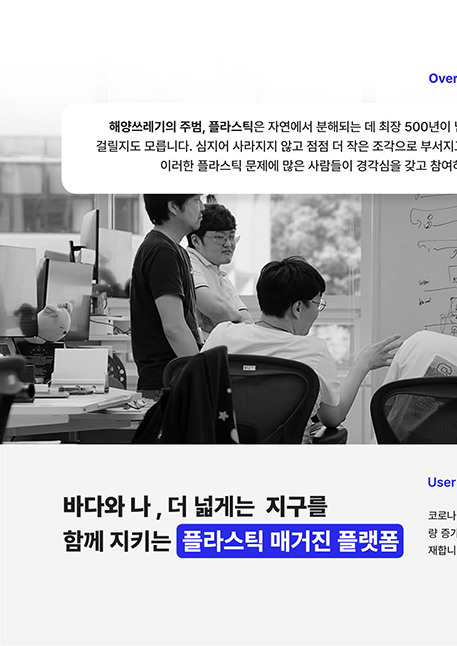 Over
해양쓰레기의 주범, 플라스틱은 자연에서 분해되는 데 최장 500년이
걸릴지도 모릅니다. 심지어 사라지지 않고 점점 더 작은 조각으로 부서지고
이러한 플라스틱 문제에 많은 사람들이 경각심을 갖고 참여하
바다와 나 , 더 넓게는 지구를
함께 지키는 플라스틱 매거진 플랫폼
User
코로나
량 증가
재합니